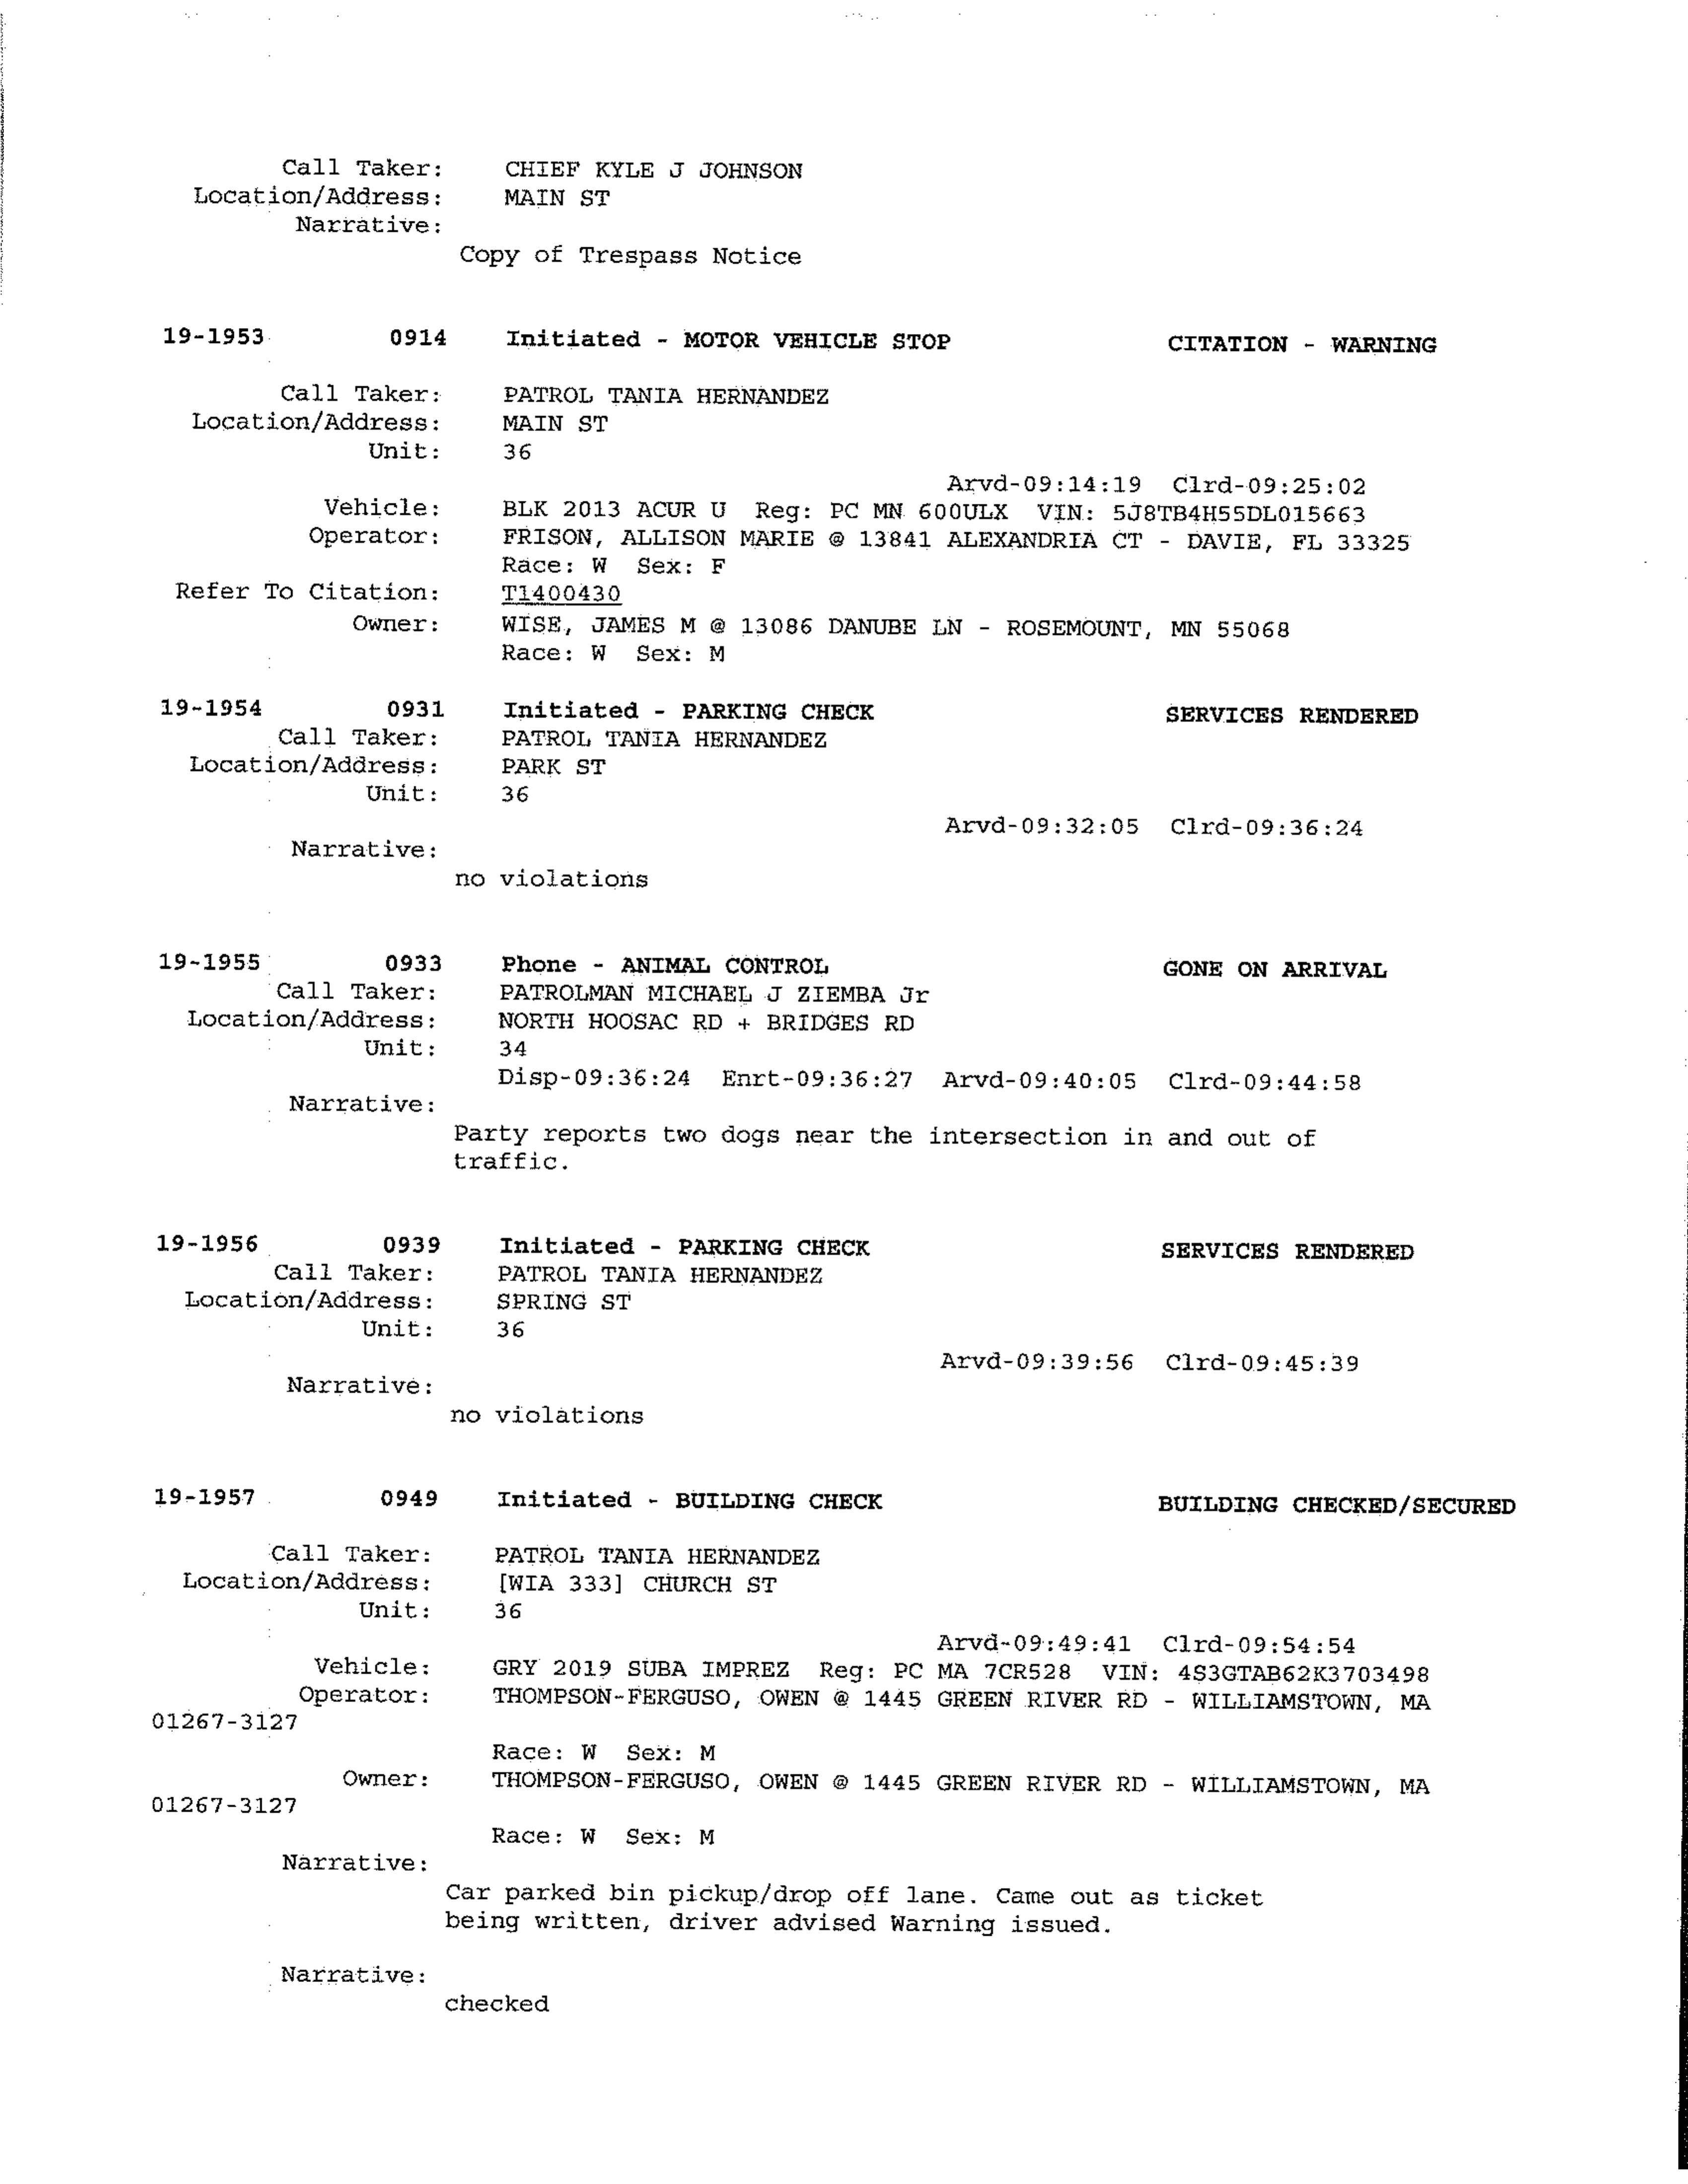 Call Taker: CHIEF KYLE J JOHNSON
Location/Address: MAIN ST
Narrative:
Copy of Trespass Notice
19-1953 0914 Initiated - MOTOR VEHICLE STOP CITATION - WARNING
Call Taker: PATROL TANIA HERNANDEZ
Location/Address: MAIN ST
Unit: 36
Arvd-09:14:19 Clrd-09:25:02
Vehicle: BLK 2013 ACUR U Reg: PC MN 600ULX VIN: 5J8TB4H55DL015663
Operator: FRISON, ALLISON MARIE @ 13841 ALEXANDRIA CT - DAVIE, FL 33325
Race: W Sex: F
Refer To Citation: T1400430
Owner: WISE, JAMES M @ 13086 DANUBE LN - ROSEMOUNT, MN 55068
Race: W Sex: M
19-1954 0931 Initiated - PARKING CHECK SERVICES RENDERED
Call Taker: PATROL TANIA HERNANDEZ
Location/Address: PARK ST
Unit: 36
Arvd-09:32:05 Clrd-09:36:24
Narrative:
no violations
19-1955 0933 Phone - ANIMAL CONTROL GONE ON ARRIVAL
Call Taker: PATROLMAN MICHAEL J ZIEMBA Jr
Location/Address: NORTH HOOSAC RD + BRIDGES RD
Unit: 34
Disp-09:36:24 Enrt-09:36:27 Arvd-09:40:05 Clrd-09:44:58
Narrative:
Party reports two dogs near the intersection in and out of
traffic.
19-1956 0939 Initiated - PARKING CHECK SERVICES RENDERED
Call Taker: PATROL TANIA HERNANDEZ
Location/Address: SPRING ST
Unit: 36
Arvd-09:39:56 Clrd-09:45:39
Narrative:
no violations
19-1957 0949 Initiated - BUILDING CHECK BUILDING CHECKED/SECURED
Call Taker: PATROL TANIA HERNANDEZ
Location/Address: [WIA 333] CHURCH ST
Unit: 36
Arvd-09:49:41 Clrd-09:54:54
Vehicle: GRY 2019 SUBA IMPREZ Reg: PC MA 7CR528 VIN: 4S3GTAB62K3703498
Operator: THOMPSON-FERGUSO, OWEN @ 1445 GREEN RIVER RD - WILLIAMSTOWN, MA
01267-3127
Race: W Sex: M
Owner: THOMPSON-FERGUSO, OWEN @ 1445 GREEN RIVER RD - WILLIAMSTOWN, MA
01267-3127
Race: W Sex: M
Narrative:
Car parked bin pickup/drop off lane. Came out as ticket
being written, driver advised Warning issued.
Narrative:
checked